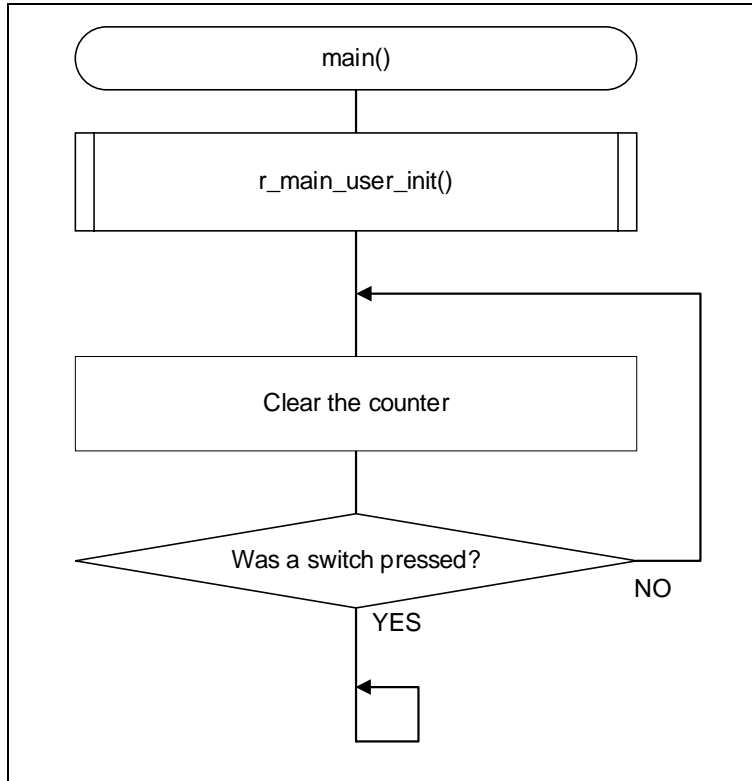 main()
r_main_user_init()
Clear the counter
Was a switch pressed?
NO
YES